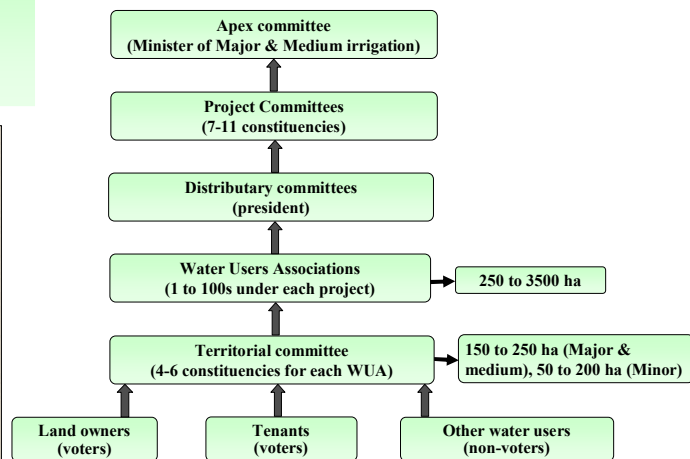 Apex committee
(Minister of Major & Medium irrigation)
Project Committees
(7-11 constituencies)
Distributary committees
(president)
Water Users Associations
(1 to 100s under each project)
250 to 3500 ha
Territorial committee
(4-6 constituencies for each WUA)
150 to 250 ha (Major &
medium), 50 to 200 ha (Minor)
Land owners
(voters)
Tenants
(voters)
Other water users
(non-voters)